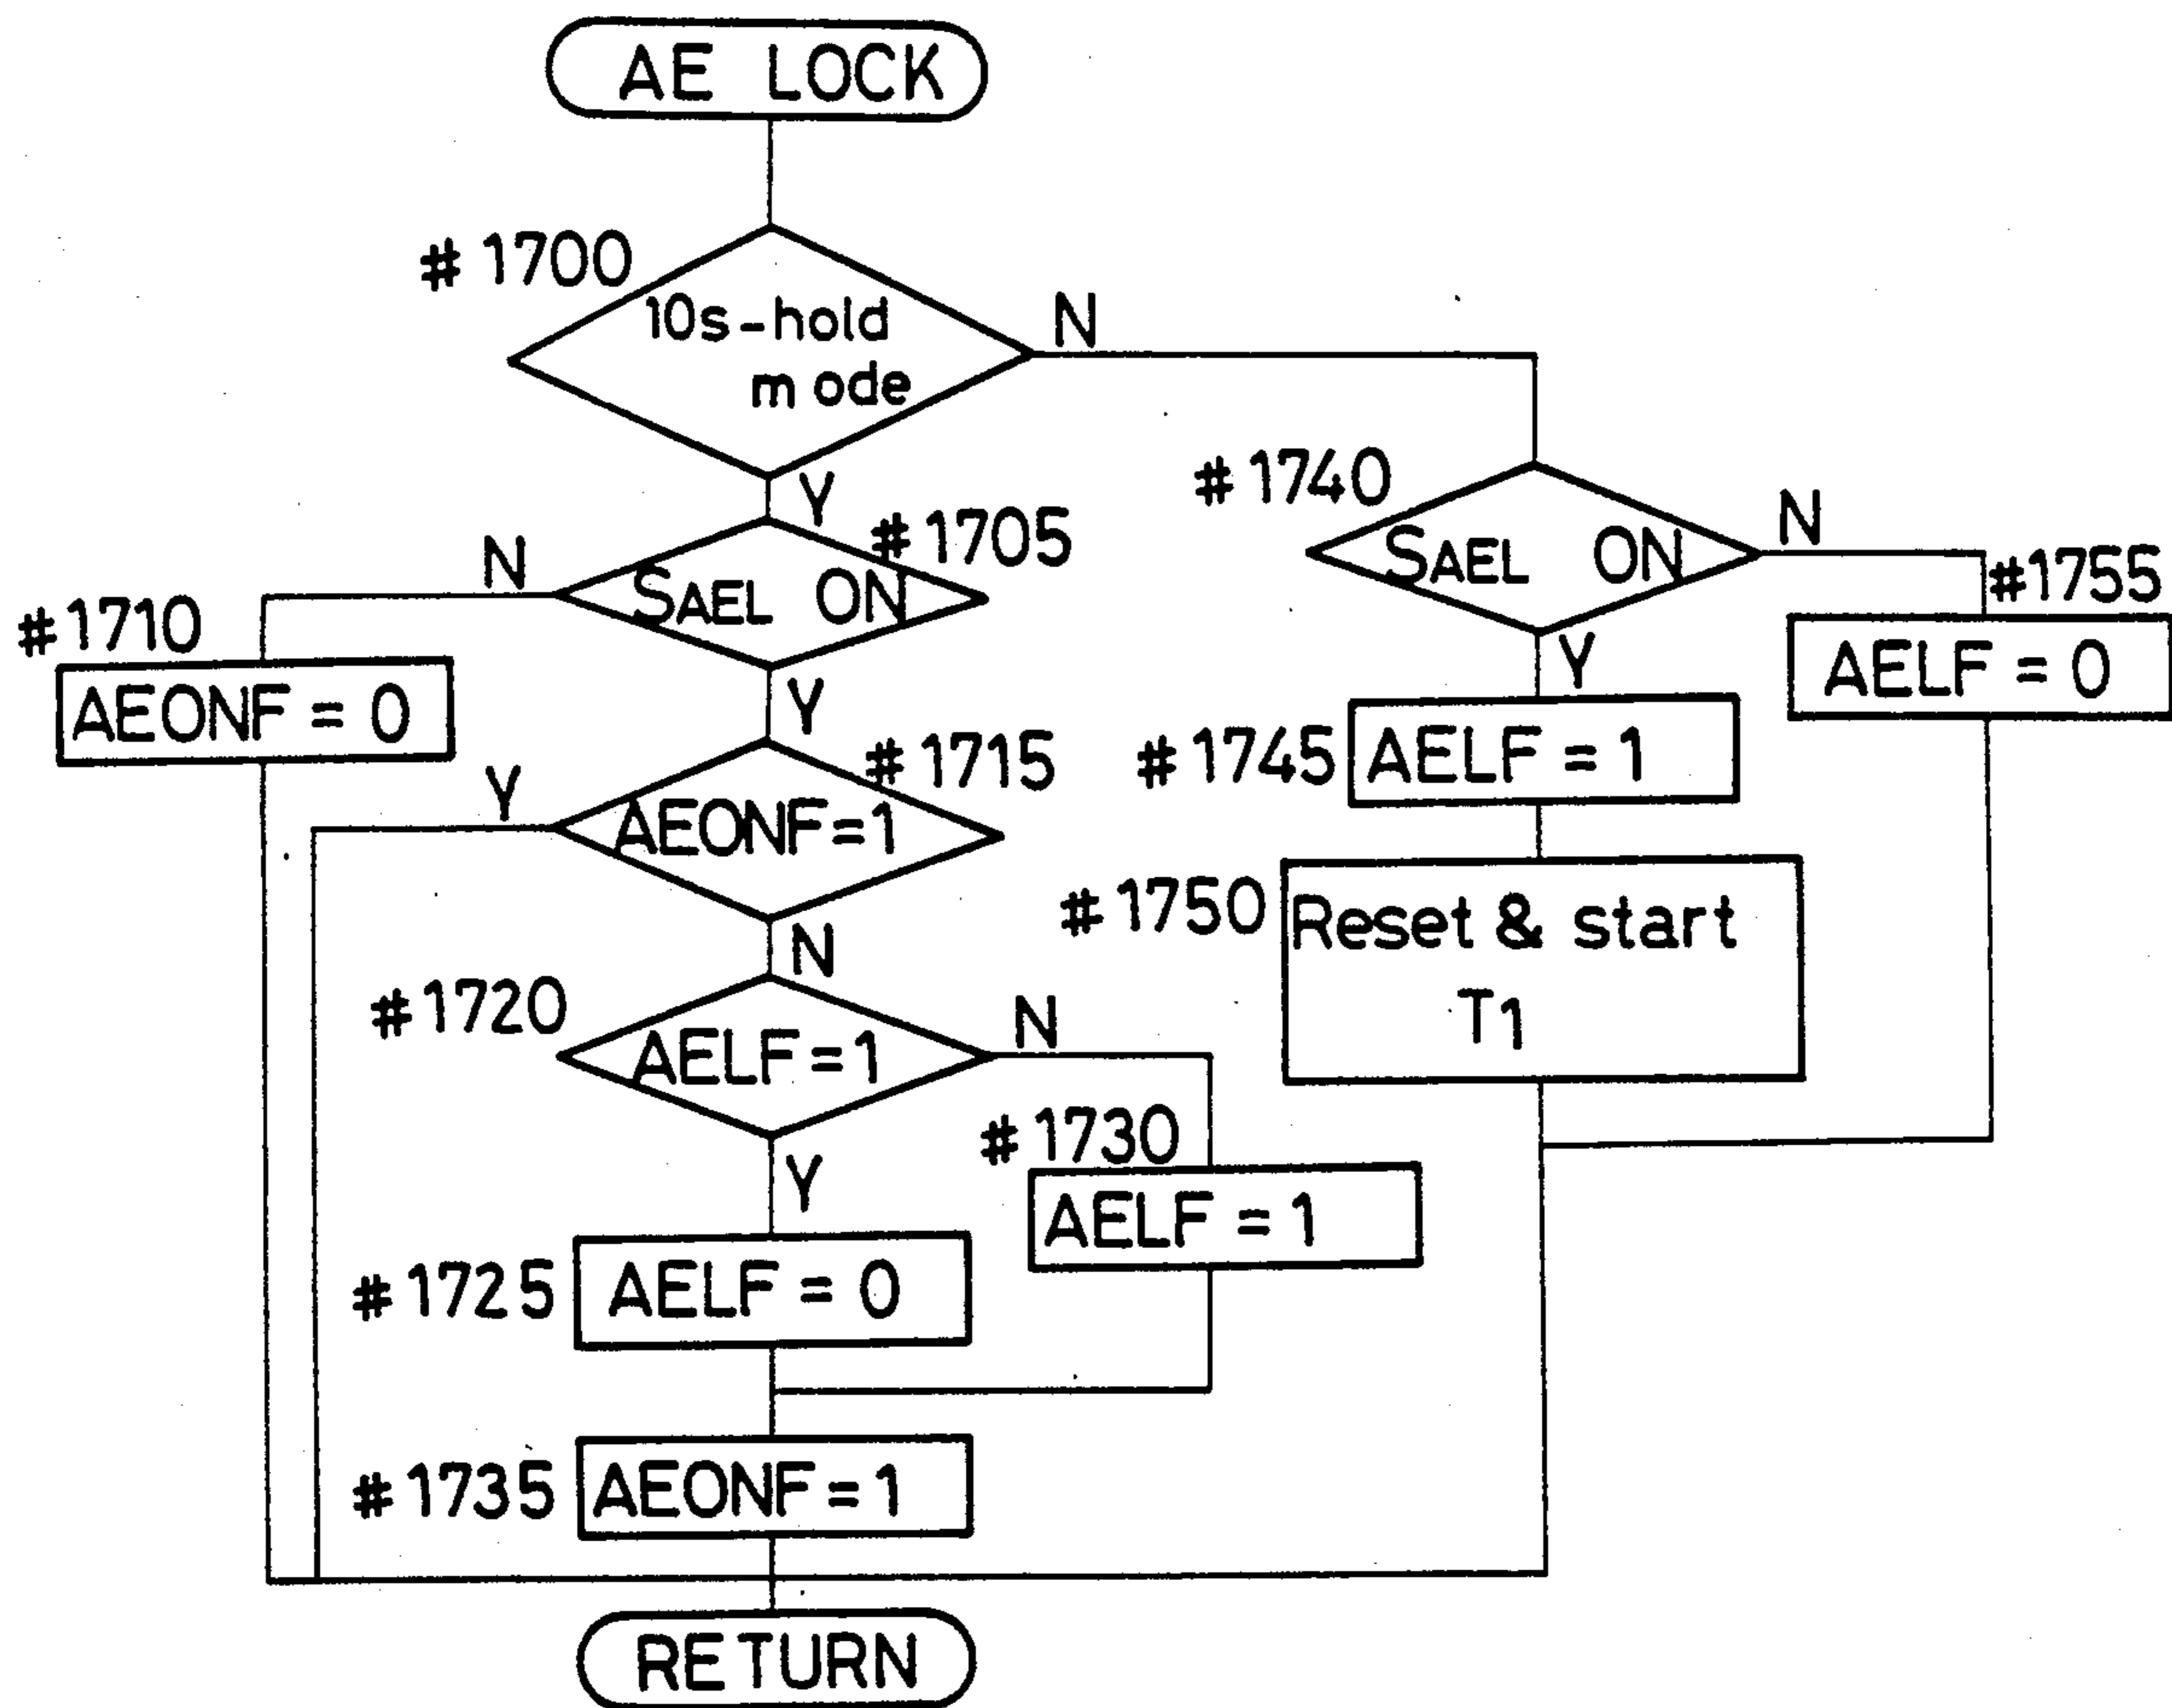 AE LOCK
#1700
10s-hold
mode
N
Y
#1705
SAEL ON
N
#1710
AEONF = 0
Y
#1715
AEONF=1
Y
N
#1720
AELF=1
N
#1730
AELF = 1
Y
#1725
AELF = 0
#1735
AEONF=1
#1740
SAEL ON
N
#1755
AELF = 0
Y
#1745
AELF = 1
#1750
Reset & start
T1
RETURN